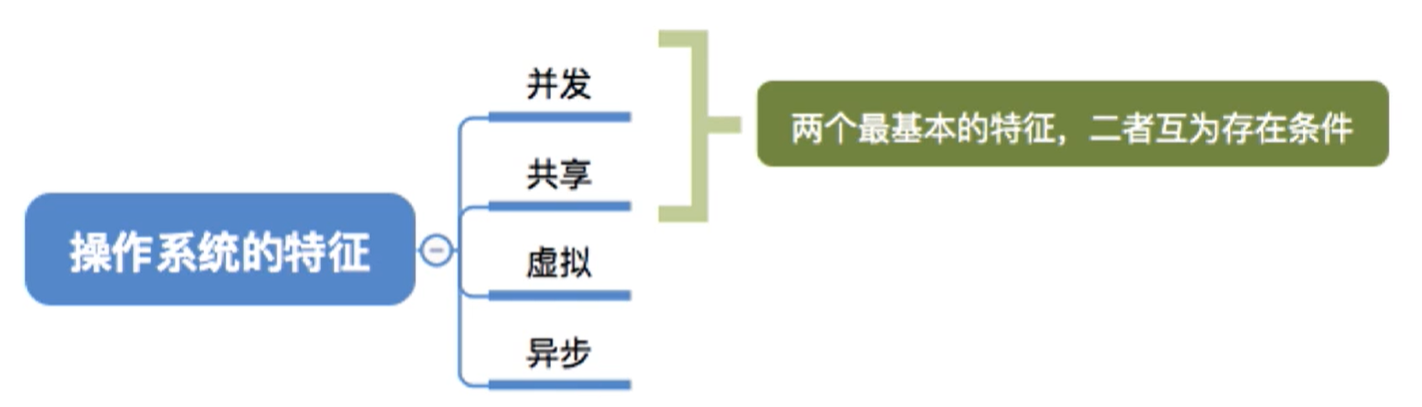 操作系统的特征
并发
共享
虚拟
异步
两个最基本的特征，二者互为存在条件